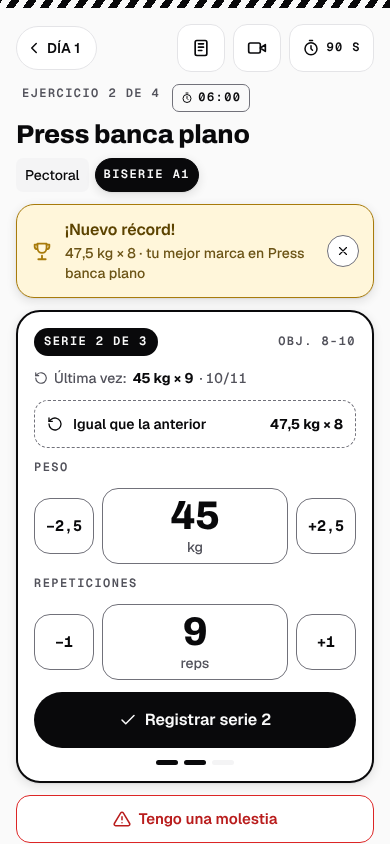 DÍA 1
90 S
EJERCICIO 2 DE 4
06:00
Press banca plano
Pectoral
BISERIE A1
¡Nuevo récord!
47,5 kg × 8 · tu mejor marca en Press
banca plano
SERIE 2 DE 3
OBJ. 8-10
Última vez: 45 kg × 9 · 10/11
Igual que la anterior
47,5 kg × 8
PESO
−2,5
45
kg
+2,5
REPETICIONES
−1
9
reps
+1
Registrar serie 2
Tengo una molestia